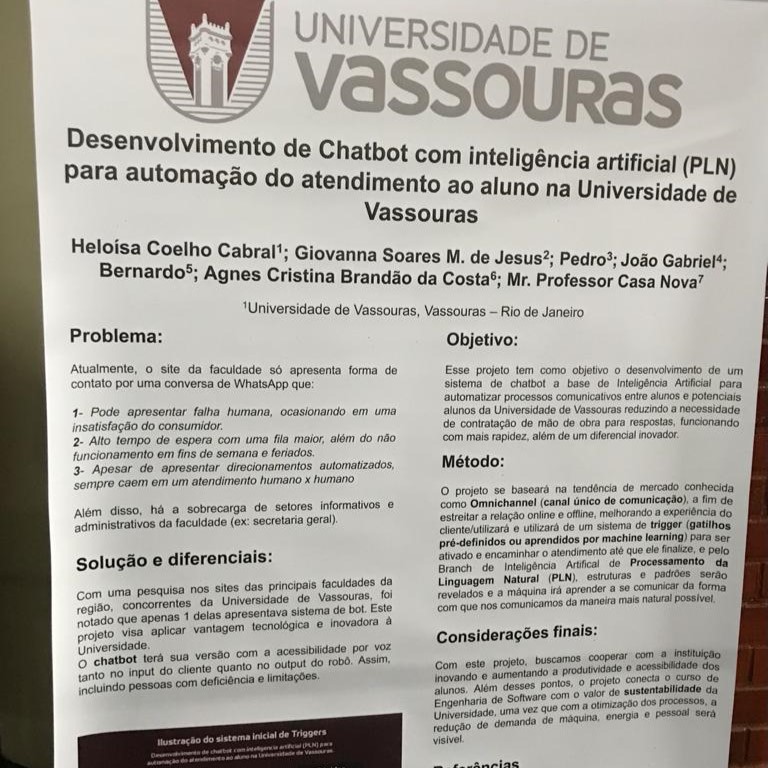 UNIVERSIDADE DE
VASSOURAS
Desenvolvimento de Chatbot com inteligência artificial (PLN)
para automação do atendimento ao aluno na Universidade de
Vassouras
Heloísa Coelho Cabral¹; Giovanna Soares M. de Jesus²; Pedro³; João Gabriel⁴;
Bernardo⁵; Agnes Cristina Brandão da Costa⁶; Mr. Professor Casa Nova⁷
¹Universidade de Vassouras, Vassouras – Rio de Janeiro
Problema:
Atualmente, o site da faculdade só apresenta forma de
contato por uma conversa de WhatsApp que:
1- Pode apresentar falha humana, ocasionando em uma
insatisfação do consumidor.
2- Alto tempo de espera com uma fila maior, além do não
funcionamento em fins de semana e feriados.
3- Apesar de apresentar direcionamentos automatizados,
sempre caem em um atendimento humano x humano
Além disso, há a sobrecarga de setores informativos e
administrativos da faculdade (ex: secretaria geral).
Solução e diferenciais:
Com uma pesquisa nos sites das principais faculdades da
região, concorrentes da Universidade de Vassouras, foi
notado que apenas 1 delas apresentava sistema de bot. Este
projeto visa aplicar vantagem tecnológica e inovadora à
Universidade.
O chatbot terá sua versão com a acessibilidade por voz
tanto no input do cliente quanto no output do robô. Assim,
incluindo pessoas com deficiência e limitações.
Ilustração do sistema inicial de Triggers
Desenvolvimento de chatbot com inteligência artificial (PLN) para
automação do atendimento ao aluno na Universidade de Vassouras
Objetivo:
Esse projeto tem como objetivo o desenvolvimento de um
sistema de chatbot a base de Inteligência Artificial para
automatizar processos comunicativos entre alunos e potenciais
alunos da Universidade de Vassouras reduzindo a necessidade
de contratação de mão de obra para respostas, funcionando
com mais rapidez, além de um diferencial inovador.
Método:
O projeto se baseará na tendência de mercado conhecida
como Omnichannel (canal único de comunicação), a fim de
estreitar a relação online e offline, melhorando a experiência do
cliente/utilizará e utilizará de um sistema de trigger (gatilhos
pré-definidos ou aprendidos por machine learning) para ser
ativado e encaminhar o atendimento até que ele finalize, e pelo
Branch de Inteligência Artifical de Processamento da
Linguagem Natural (PLN), estruturas e padrões serão
revelados e a máquina irá aprender a se comunicar da forma
com que nos comunicamos da maneira mais natural possível.
Considerações finais:
Com este projeto, buscamos cooperar com a instituição
inovando e aumentando a produtividade e acessibilidade dos
alunos. Além desses pontos, o projeto conecta o curso de
Engenharia de Software com o valor de sustentabilidade da
Universidade, uma vez que com a otimização dos processos, a
redução de demanda de máquina, energia e pessoal será
visível.